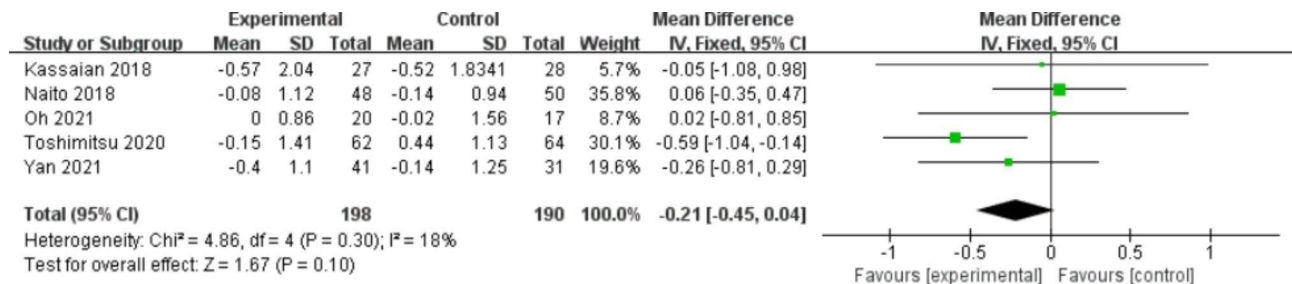 Experimental Control Mean Difference Mean Difference
Study or Subgroup Mean SD Total Mean SD Total Weight IV, Fixed, 95% CI IV, Fixed, 95% CI
Kassaian 2018 -0.57 2.04 27 -0.52 1.8341 28 5.7% -0.05 [-1.08, 0.98]
Naito 2018 -0.08 1.12 48 -0.14 0.94 50 35.8% 0.06 [-0.35, 0.47]
Oh 2021 0 0.86 20 -0.02 1.56 17 8.7% 0.02 [-0.81, 0.85]
Toshimitsu 2020 -0.15 1.41 62 0.44 1.13 64 30.1% -0.59 [-1.04, -0.14]
Yan 2021 -0.4 1.1 41 -0.14 1.25 31 19.6% -0.26 [-0.81, 0.29]
Total (95% CI) 198 190 100.0% -0.21 [-0.45, 0.04]
Heterogeneity: Chi² = 4.86, df = 4 (P = 0.30); I² = 18%
Test for overall effect: Z = 1.67 (P = 0.10)
-1 -0.5 0 0.5 1
Favours [experimental] Favours [control]